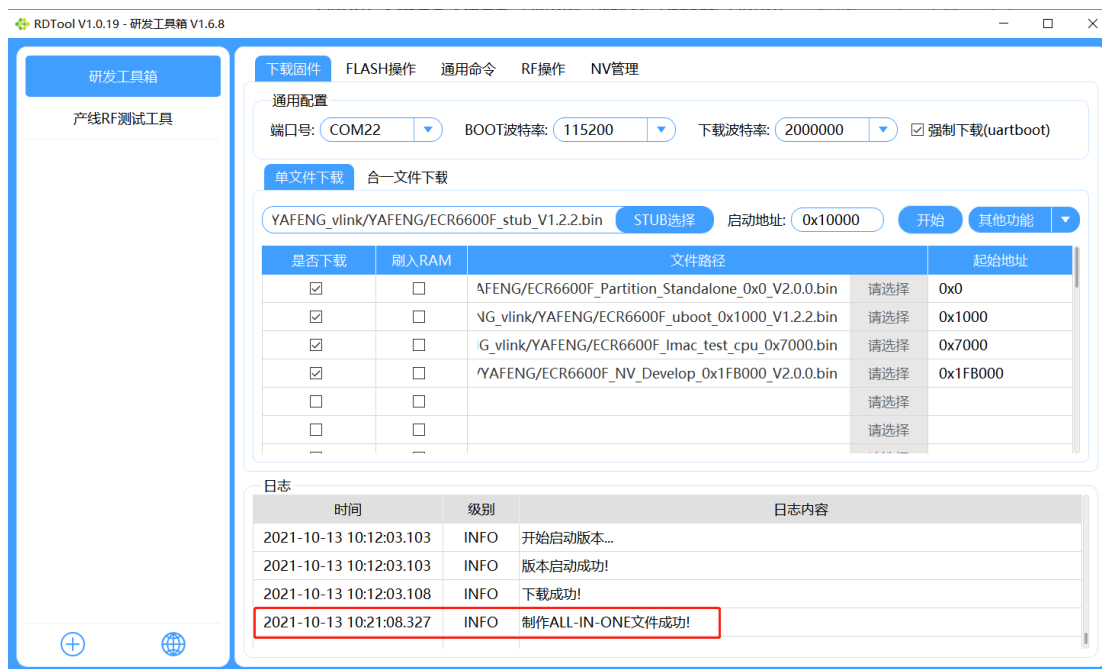 RDTool V1.0.19 - 研发工具箱 V1.6.8
研发工具箱
产线RF测试工具
下载固件 FLASH操作 通用命令 RF操作 NV管理
通用配置
端口号: COM22 BOOT波特率: 115200 下载波特率: 2000000 强制下载(uartboot)
单文件下载 合一文件下载
YAFENG_vlink/YAFENG/ECR6600F_stub_V1.2.2.bin STUB选择 启动地址: 0x10000 开始 其他功能
是否下载 刷入RAM 文件路径 起始地址
AFENG/ECR6600F_Partition_Standalone_0x0_V2.0.0.bin 请选择 0x0
G_vlink/YAFENG/ECR6600F_uboot_0x1000_V1.2.2.bin 请选择 0x1000
G_vlink/YAFENG/ECR6600F_lmac_test_cpu_0x7000.bin 请选择 0x7000
YAFENG/ECR6600F_NV_Develop_0x1FB000_V2.0.0.bin 请选择 0x1FB000
请选择
请选择
日志
时间 级别 日志内容
2021-10-13 10:12:03.103 INFO 开始启动版本...
2021-10-13 10:12:03.103 INFO 版本启动成功!
2021-10-13 10:12:03.108 INFO 下载成功!
2021-10-13 10:21:08.327 INFO 制作ALL-IN-ONE文件成功!